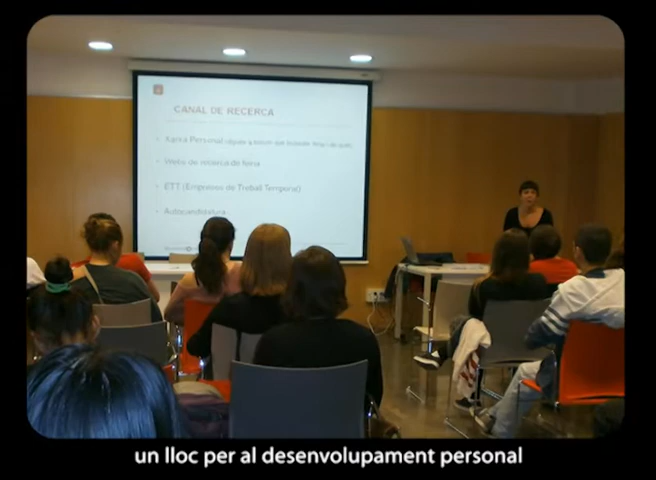 CANAL DE RECERCA
Xarxa Personal
Webs de recerca de feina
ETT (Empreses de Treball Temporal)
Autocandidatura
un lloc per al desenvolupament personal